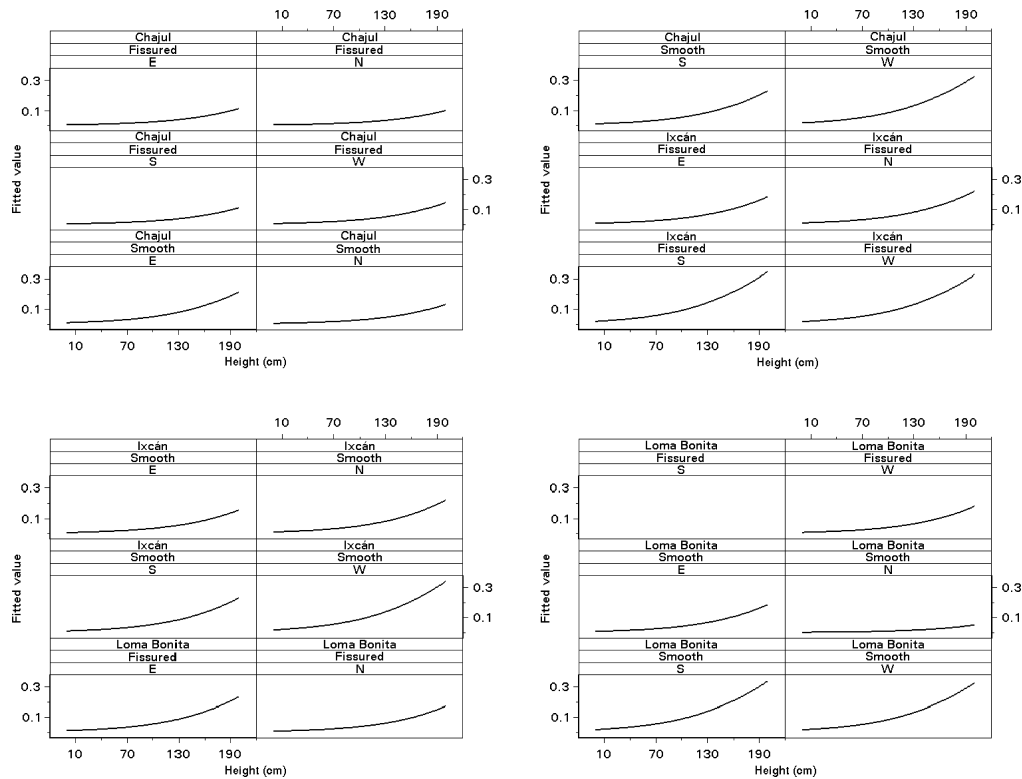 10 70 130 190
Chajul Chajul
Fissured Fissured
E N
0.3
0.1
Chajul Chajul
Fissured Fissured
S W
0.3
0.1
Chajul Chajul
Smooth Smooth
E N
0.3
0.1
10 70 130 190
Height (cm)
Fitted value
10 70 130 190
Chajul Chajul
Smooth Smooth
S W
0.3
0.1
Ixcán Ixcán
Fissured Fissured
E N
0.3
0.1
Ixcán Ixcán
Fissured Fissured
S W
0.3
0.1
10 70 130 190
Height (cm)
Fitted value
10 70 130 190
Ixcán Ixcán
Smooth Smooth
E N
0.3
0.1
Ixcán Ixcán
Smooth Smooth
S W
0.3
0.1
Loma Bonita Loma Bonita
Fissured Fissured
E N
0.3
0.1
10 70 130 190
Height (cm)
Fitted value
10 70 130 190
Loma Bonita Loma Bonita
Fissured Fissured
S W
0.3
0.1
Loma Bonita Loma Bonita
Smooth Smooth
E N
0.3
0.1
Loma Bonita Loma Bonita
Smooth Smooth
S W
0.3
0.1
10 70 130 190
Height (cm)
Fitted value